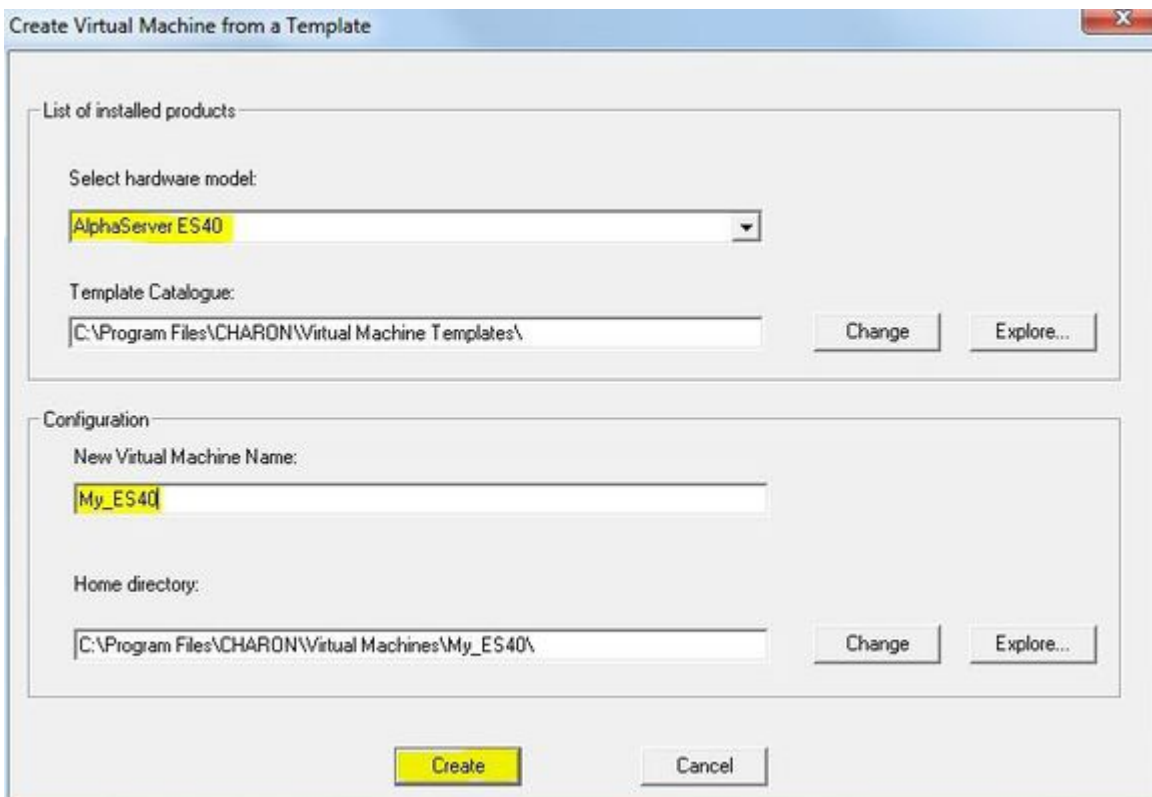 Create Virtual Machine from a Template
x
List of installed products
Select hardware model:
AlphaServer ES40
Template Catalogue:
C:\Program Files\CHARON\Virtual Machine Templates\
Change
Explore...
Configuration
New Virtual Machine Name:
My_ES40
Home directory:
C:\Program Files\CHARON\Virtual Machines\My_ES40\
Change
Explore...
Create
Cancel